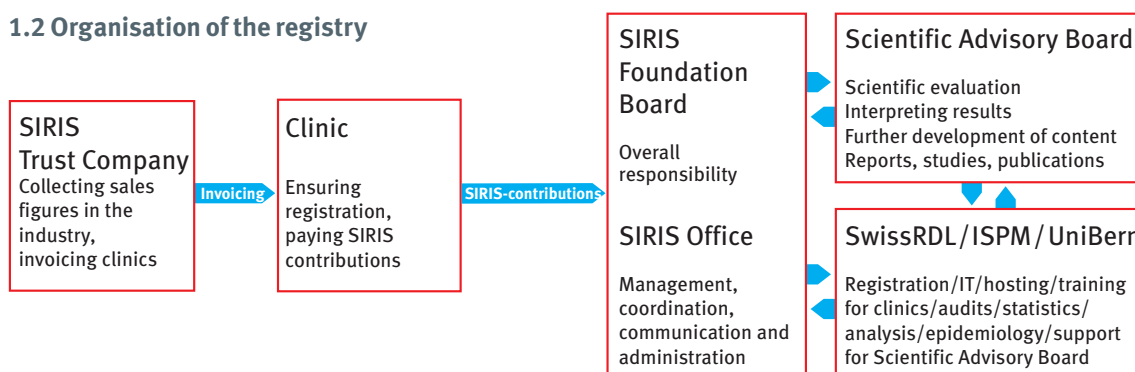 1.2 Organisation of the registry
SIRIS
Trust Company
Collecting sales
figures in the
industry,
invoicing clinics
Invoicing
Clinic
Ensuring
registration,
paying SIRIS
contributions
SIRIS-contributions
SIRIS
Foundation
Board
Overall
responsibility
SIRIS Office
Management,
coordination,
communication and
administration
Scientific Advisory Board
Scientific evaluation
Interpreting results
Further development of content
Reports, studies, publications
SwissRDL/ISPM/UniBern
Registration/IT/hosting/training
for clinics/audits/statistics/
analysis/epidemiology/support
for Scientific Advisory Board